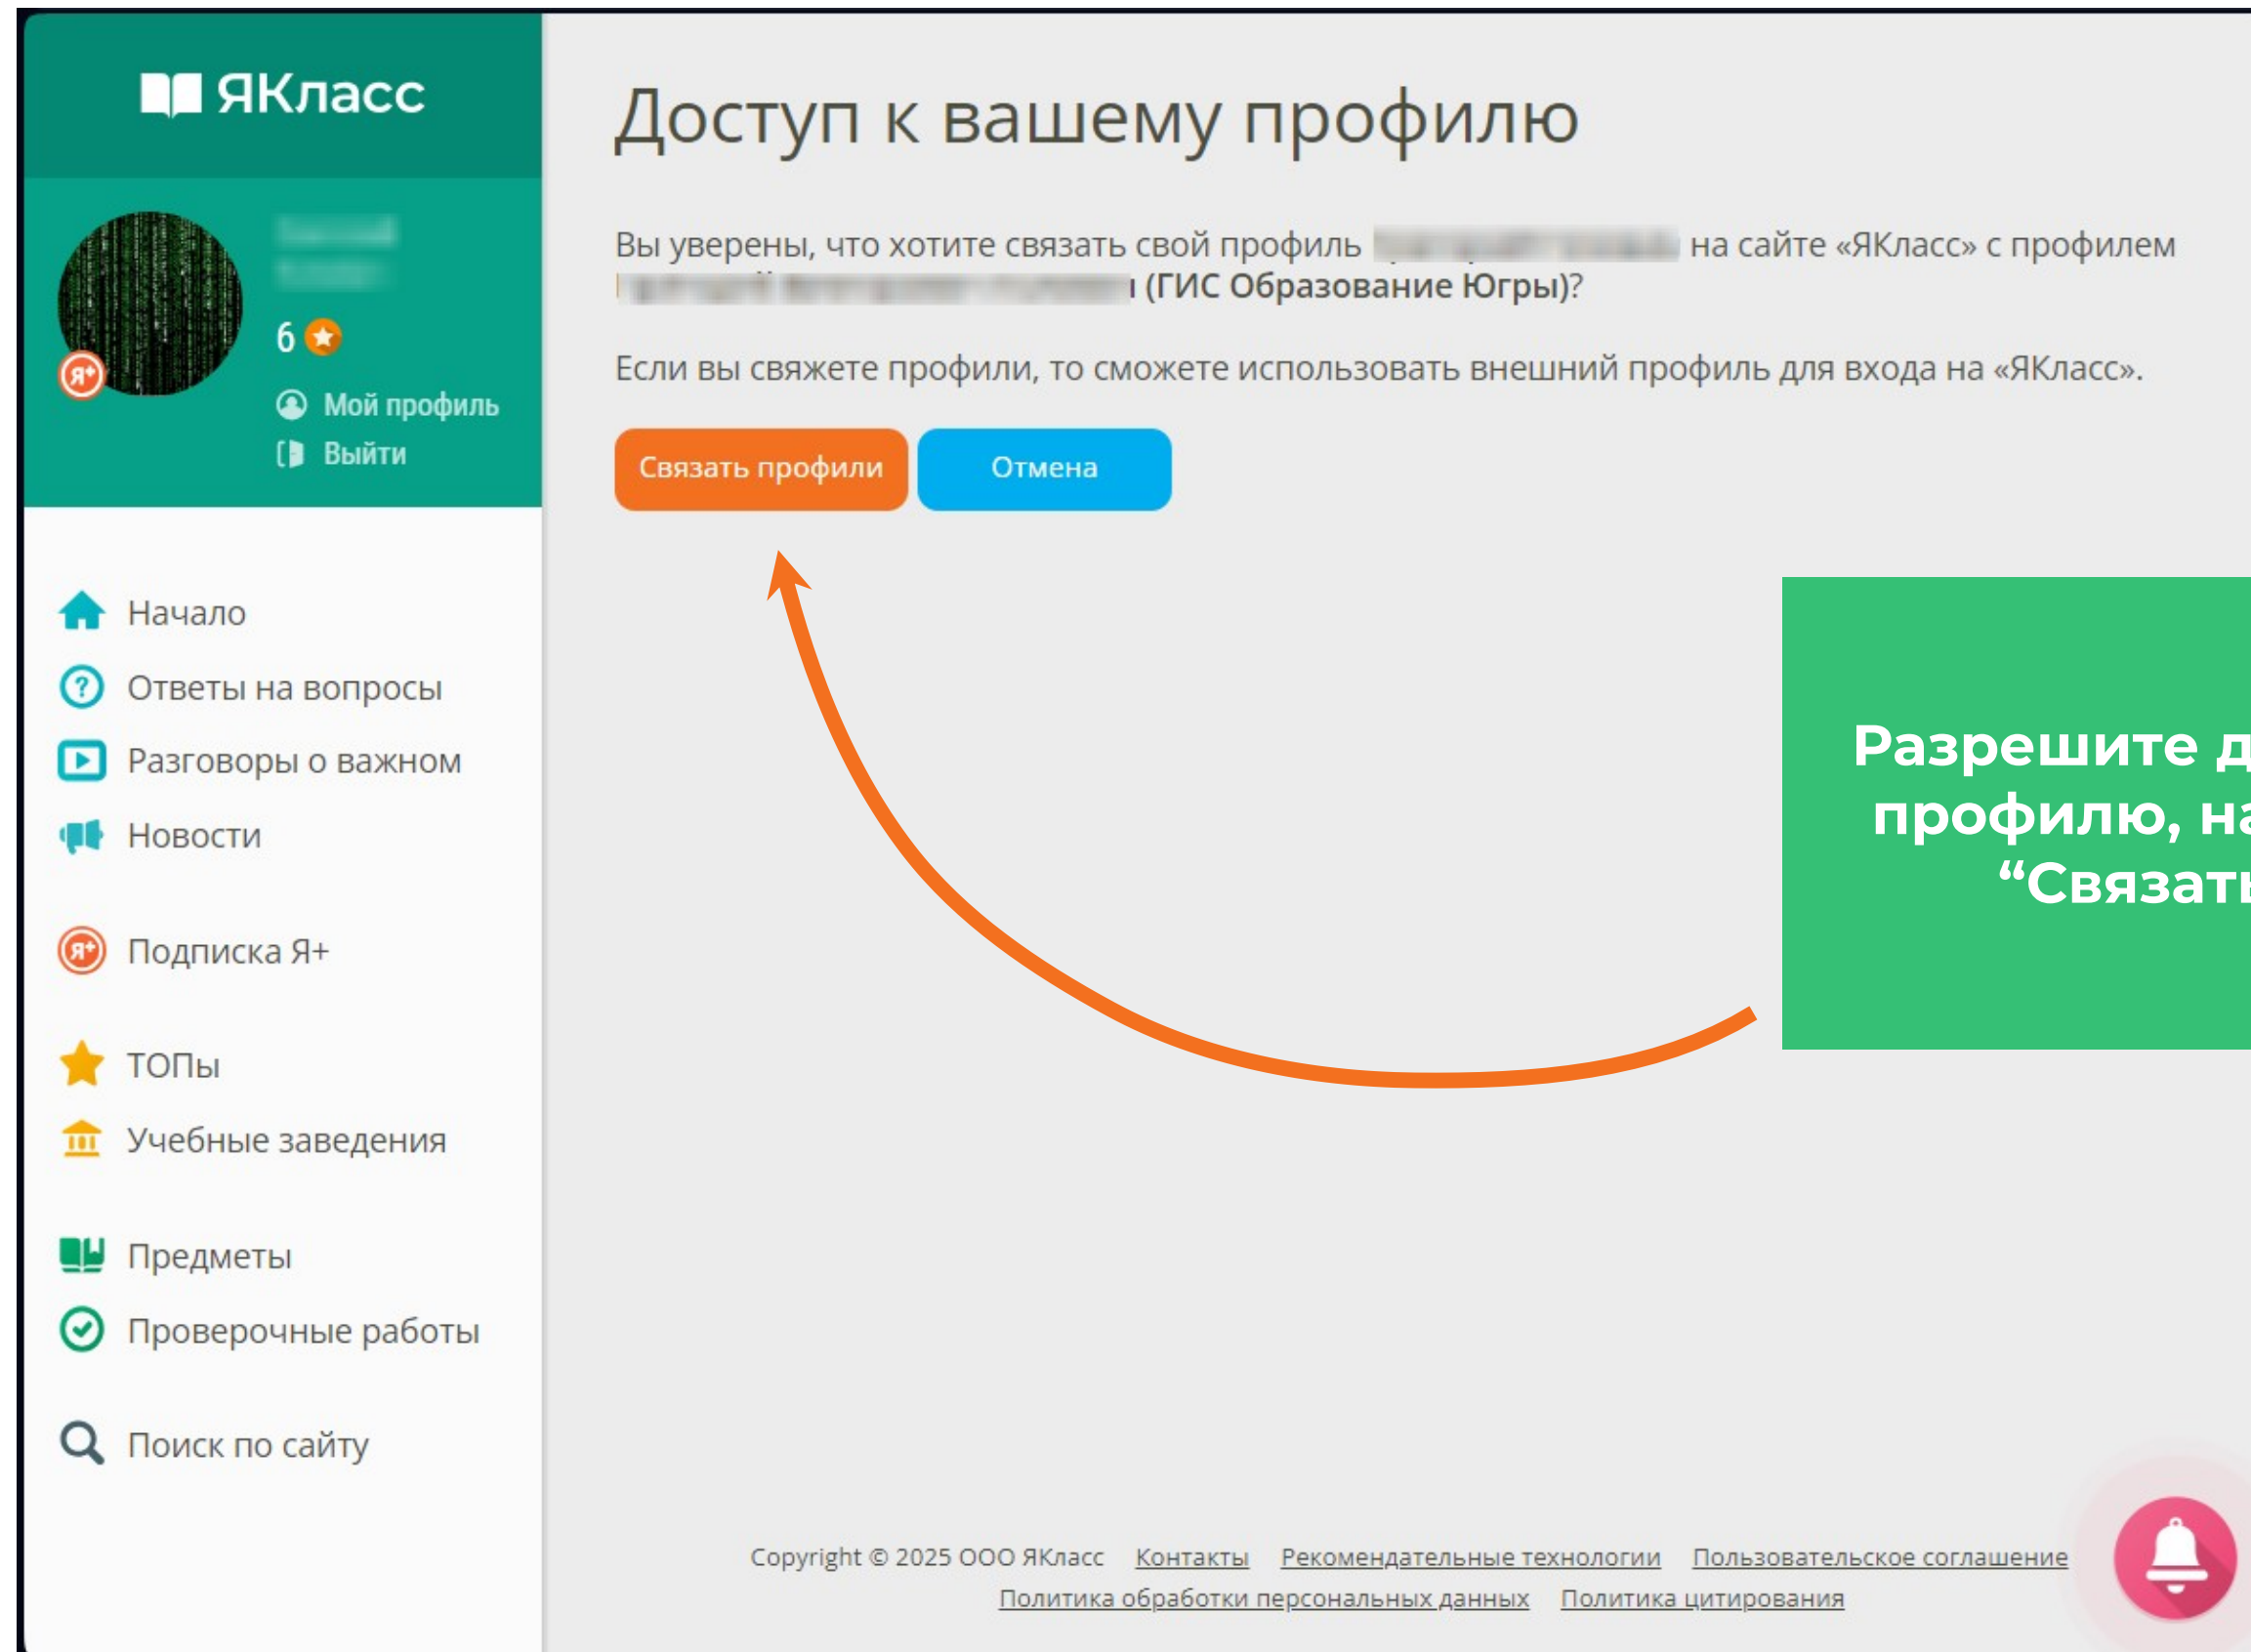 ЯКласс
6
Мой профиль
Выйти
Начало
Ответы на вопросы
Разговоры о важном
Новости
Подписка Я+
ТОПы
Учебные заведения
Предметы
Проверочные работы
Поиск по сайту
Доступ к вашему профилю
Вы уверены, что хотите связать свой профиль на сайте «ЯКласс» с профилем
(ГИС Образование Югры)?
Если вы свяжете профили, то сможете использовать внешний профиль для входа на «ЯКласс».
Связать профили Отмена
Разрешите
профилю,
“Связать
Copyright © 2025 ООО ЯКласс Контакты Рекомендательные технологии Пользовательское соглашение
Политика обработки персональных данных Политика цитирования